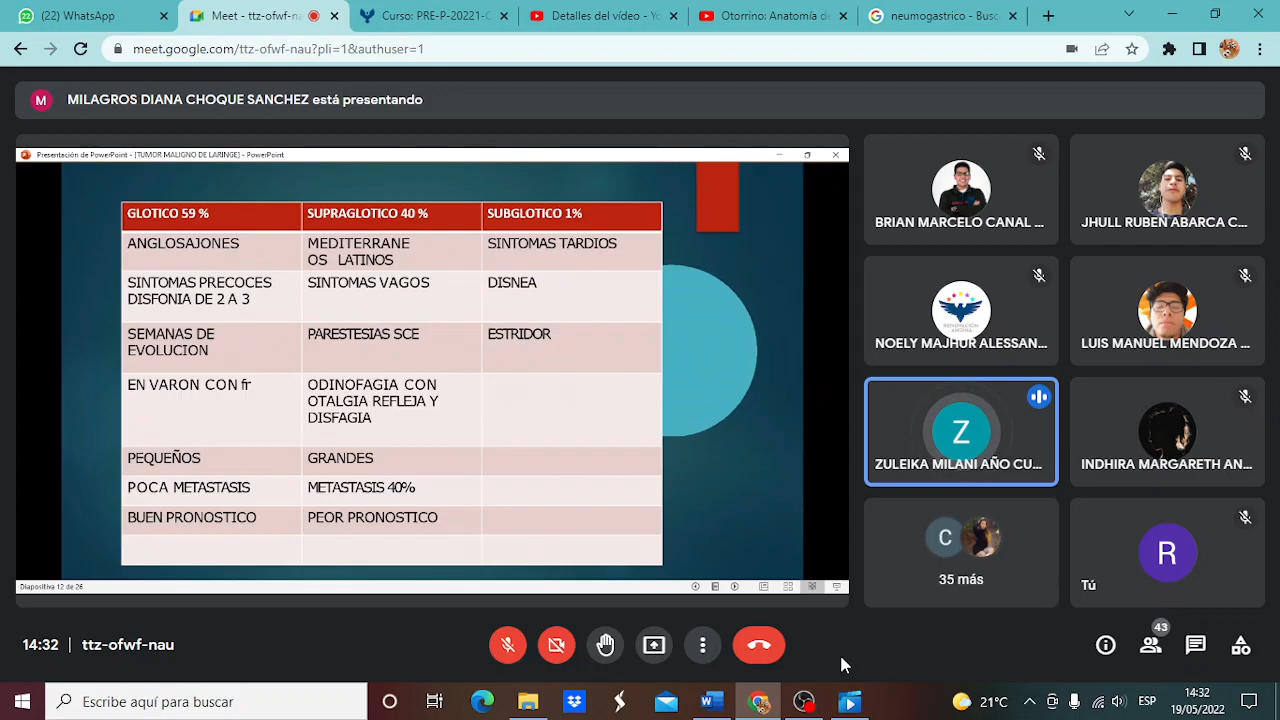 (22) WhatsApp
Meet - ttz-ofwf-na
Curso: PRE-P-20221-C
Detalles del vídeo - Yo
Otorrino: Anatomía de
neumogastrico - Bus
meet.google.com/ttz-ofwf-nau?pli=1&authuser=1
M
MILAGROS DIANA CHOQUE SANCHEZ está presentando
Presentación de PowerPoint - [TUMOR MALIGNO DE LARINGE] - PowerPoint
GLOTICO 59 %
SUPRAGLOTICO 40 %
SUBGLOTICO 1%
ANGLOSAJONES
MEDITERRANE
OS LATINOS
SINTOMAS TARDIOS
SINTOMAS PRECOCES
DISFONIA DE 2 A 3
SINTOMAS VAGOS
DISNEA
SEMANAS DE
EVOLUCION
PARESTESIAS SCE
ESTRIDOR
EN VARON CON fr
ODINOFAGIA CON
OTALGIA REFLEJA Y
DISFAGIA
PEQUEÑOS
GRANDES
POCA METASTASIS
METASTASIS 40%
BUEN PRONOSTICO
PEOR PRONOSTICO
Diapositiva 12 de 26
BRIAN MARCELO CANAL ...
JHULL RUBEN ABARCA C...
RENOVACIÓN
NOELY MAJHUR ALESSAN...
LUIS MANUEL MENDOZA ...
Z
ZULEIKA MILANI AÑO CU...
INDHIRA MARGARETH AN...
C
35 más
R
Tú
14:32 | ttz-ofwf-nau
43
Escribe aquí para buscar
21°C
ESP
14:32
19/05/2022